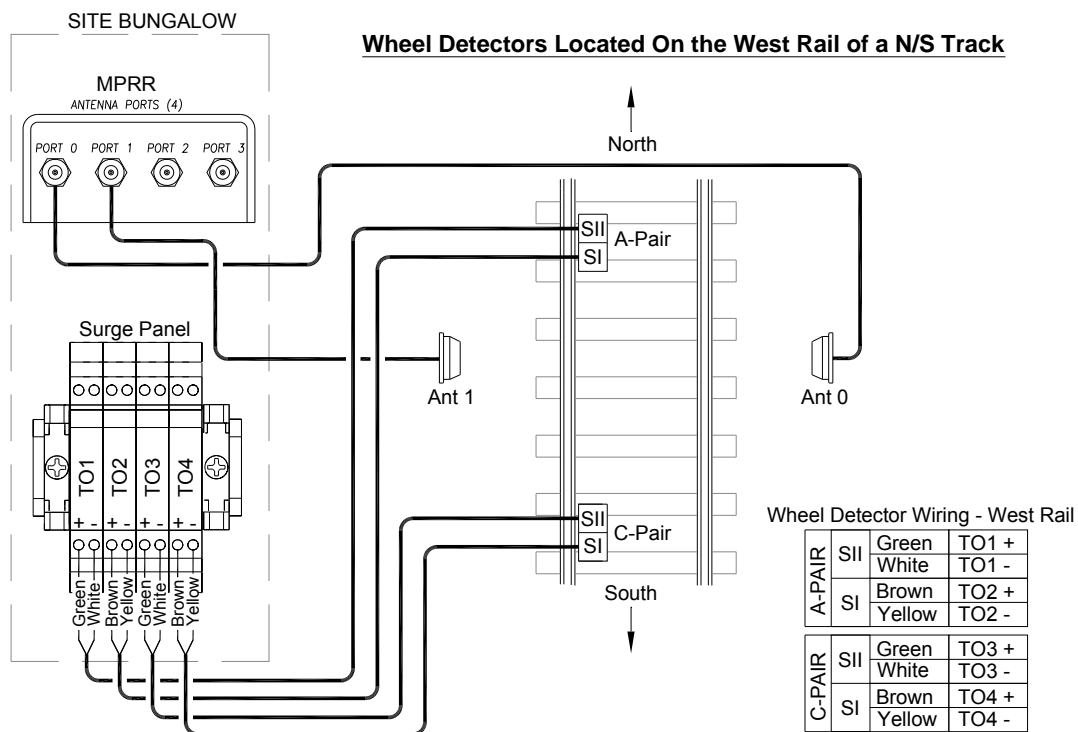 SITE BUNGALOW
Wheel Detectors Located On the West Rail of a N/S Track
MPRR
ANTENNA PORTS (4)
PORT 0 PORT 1 PORT 2 PORT 3
North
SII
SI
A-Pair
Surge Panel
Ant 1
Ant 0
TO1 TO2 TO3 TO4
+ - + - + - + -
Green White Brown Yellow Green White Brown Yellow
SII
SI
C-Pair
South
Wheel Detector Wiring - West Rail
A-PAIR
SII Green TO1 +
White TO1 -
SI Brown TO2 +
Yellow TO2 -
C-PAIR
SII Green TO3 +
White TO3 -
SI Brown TO4 +
Yellow TO4 -